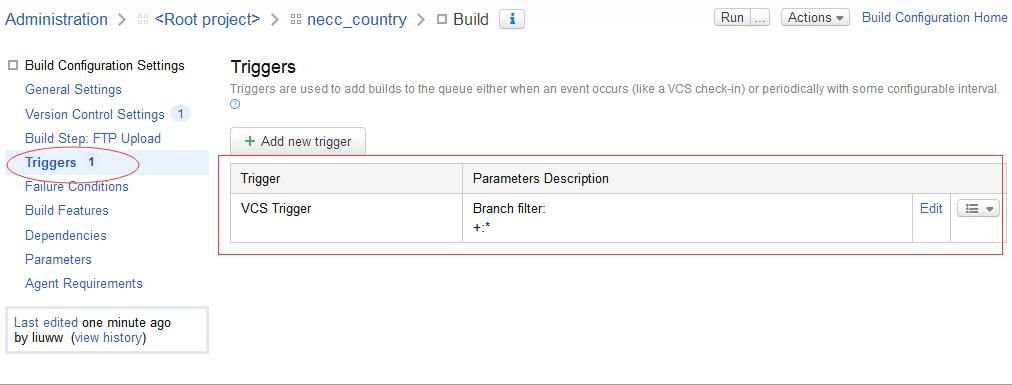 Administration > <Root project> > necc_country > Build i Run ... Actions Build Configuration Home
Build Configuration Settings
General Settings
Version Control Settings 1
Build Step: FTP Upload
Triggers 1
Failure Conditions
Build Features
Dependencies
Parameters
Agent Requirements
Last edited one minute ago
by liuww (view history)
Triggers
Triggers are used to add builds to the queue either when an event occurs (like a VCS check-in) or periodically with some configurable interval.
?
+ Add new trigger
Trigger Parameters Description
VCS Trigger Branch filter: Edit
+:*